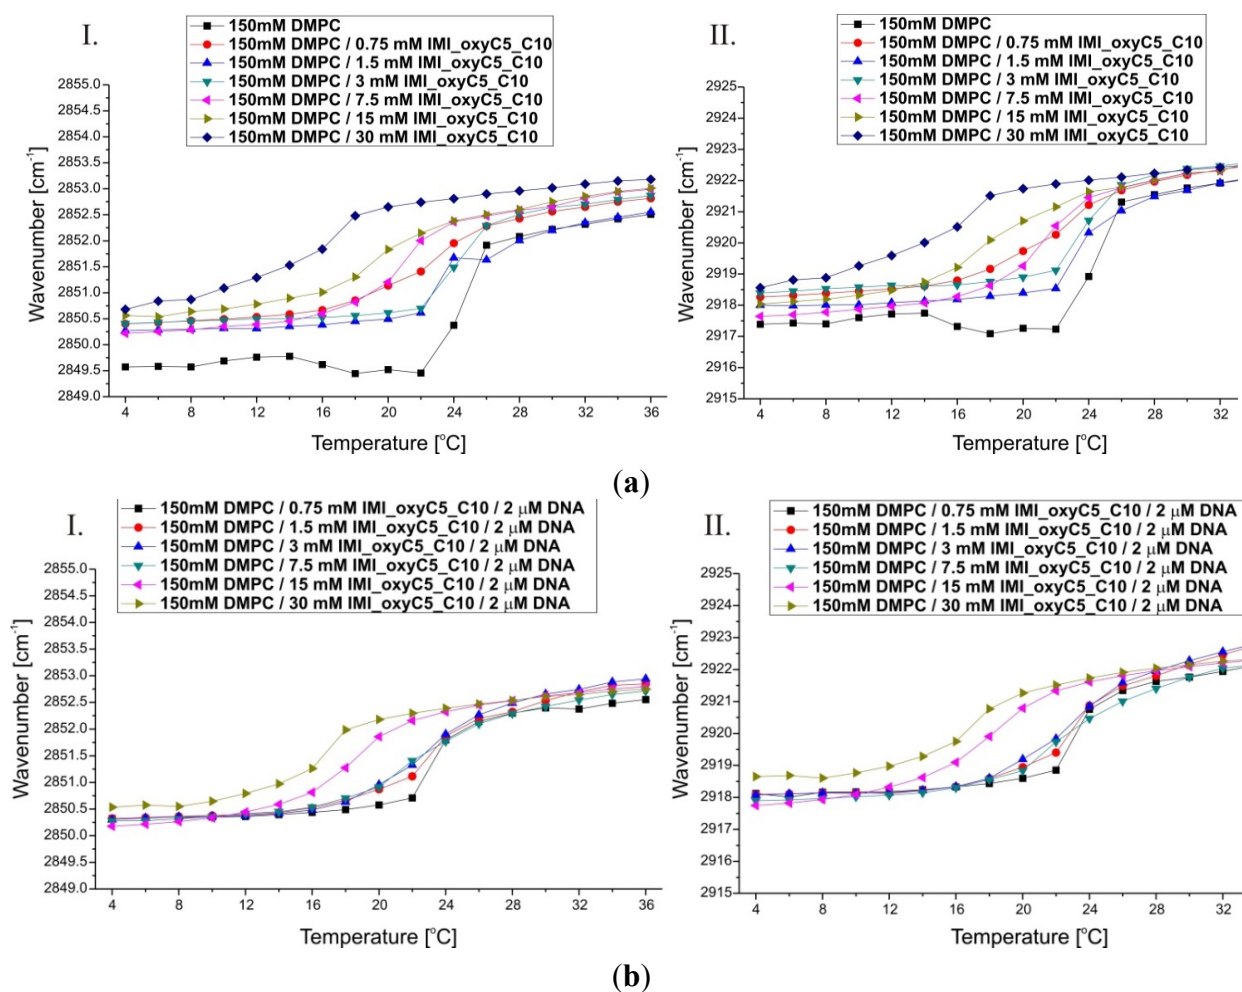 I.
150mM DMPC
150mM DMPC / 0.75 mM IMI_oxyC5_C10
150mM DMPC / 1.5 mM IMI_oxyC5_C10
150mM DMPC / 3 mM IMI_oxyC5_C10
150mM DMPC / 7.5 mM IMI_oxyC5_C10
150mM DMPC / 15 mM IMI_oxyC5_C10
150mM DMPC / 30 mM IMI_oxyC5_C10
2855.0
2854.5
2854.0
2853.5
2853.0
2852.5
2852.0
2851.5
2851.0
2850.5
2850.0
2849.5
2849.0
Wavenumber [cm⁻¹]
4 8 12 16 20 24 28 32 36
Temperature [°C]
II.
150mM DMPC
150mM DMPC / 0.75 mM IMI_oxyC5_C10
150mM DMPC / 1.5 mM IMI_oxyC5_C10
150mM DMPC / 3 mM IMI_oxyC5_C10
150mM DMPC / 7.5 mM IMI_oxyC5_C10
150mM DMPC / 15 mM IMI_oxyC5_C10
150mM DMPC / 30 mM IMI_oxyC5_C10
2925
2924
2923
2922
2921
2920
2919
2918
2917
2916
2915
Wavenumber [cm⁻¹]
4 8 12 16 20 24 28 32
Temperature [°C]
(a)
I.
150mM DMPC / 0.75 mM IMI_oxyC5_C10 / 2 μM DNA
150mM DMPC / 1.5 mM IMI_oxyC5_C10 / 2 μM DNA
150mM DMPC / 3 mM IMI_oxyC5_C10 / 2 μM DNA
150mM DMPC / 7.5 mM IMI_oxyC5_C10 / 2 μM DNA
150mM DMPC / 15 mM IMI_oxyC5_C10 / 2 μM DNA
150mM DMPC / 30 mM IMI_oxyC5_C10 / 2 μM DNA
2855.0
2854.5
2854.0
2853.5
2853.0
2852.5
2852.0
2851.5
2851.0
2850.5
2850.0
2849.5
2849.0
Wavenumber [cm⁻¹]
4 8 12 16 20 24 28 32 36
Temperature [°C]
II.
150mM DMPC / 0.75 mM IMI_oxyC5_C10 / 2 μM DNA
150mM DMPC / 1.5 mM IMI_oxyC5_C10 / 2 μM DNA
150mM DMPC / 3 mM IMI_oxyC5_C10 / 2 μM DNA
150mM DMPC / 7.5 mM IMI_oxyC5_C10 / 2 μM DNA
150mM DMPC / 15 mM IMI_oxyC5_C10 / 2 μM DNA
150mM DMPC / 30 mM IMI_oxyC5_C10 / 2 μM DNA
2925
2924
2923
2922
2921
2920
2919
2918
2917
2916
2915
Wavenumber [cm⁻¹]
4 8 12 16 20 24 28 32
Temperature [°C]
(b)